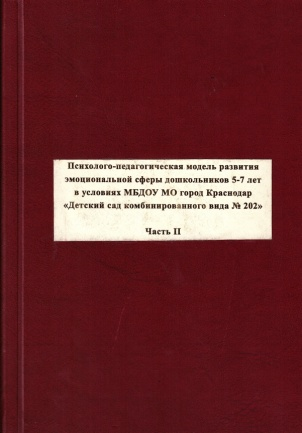 Психолого-педагогическая модель развития
эмоциональной сферы дошкольников 5-7 лет
в условиях МБДОУ МО город Краснодар
«Детский сад комбинированного вида № 202»
Часть II